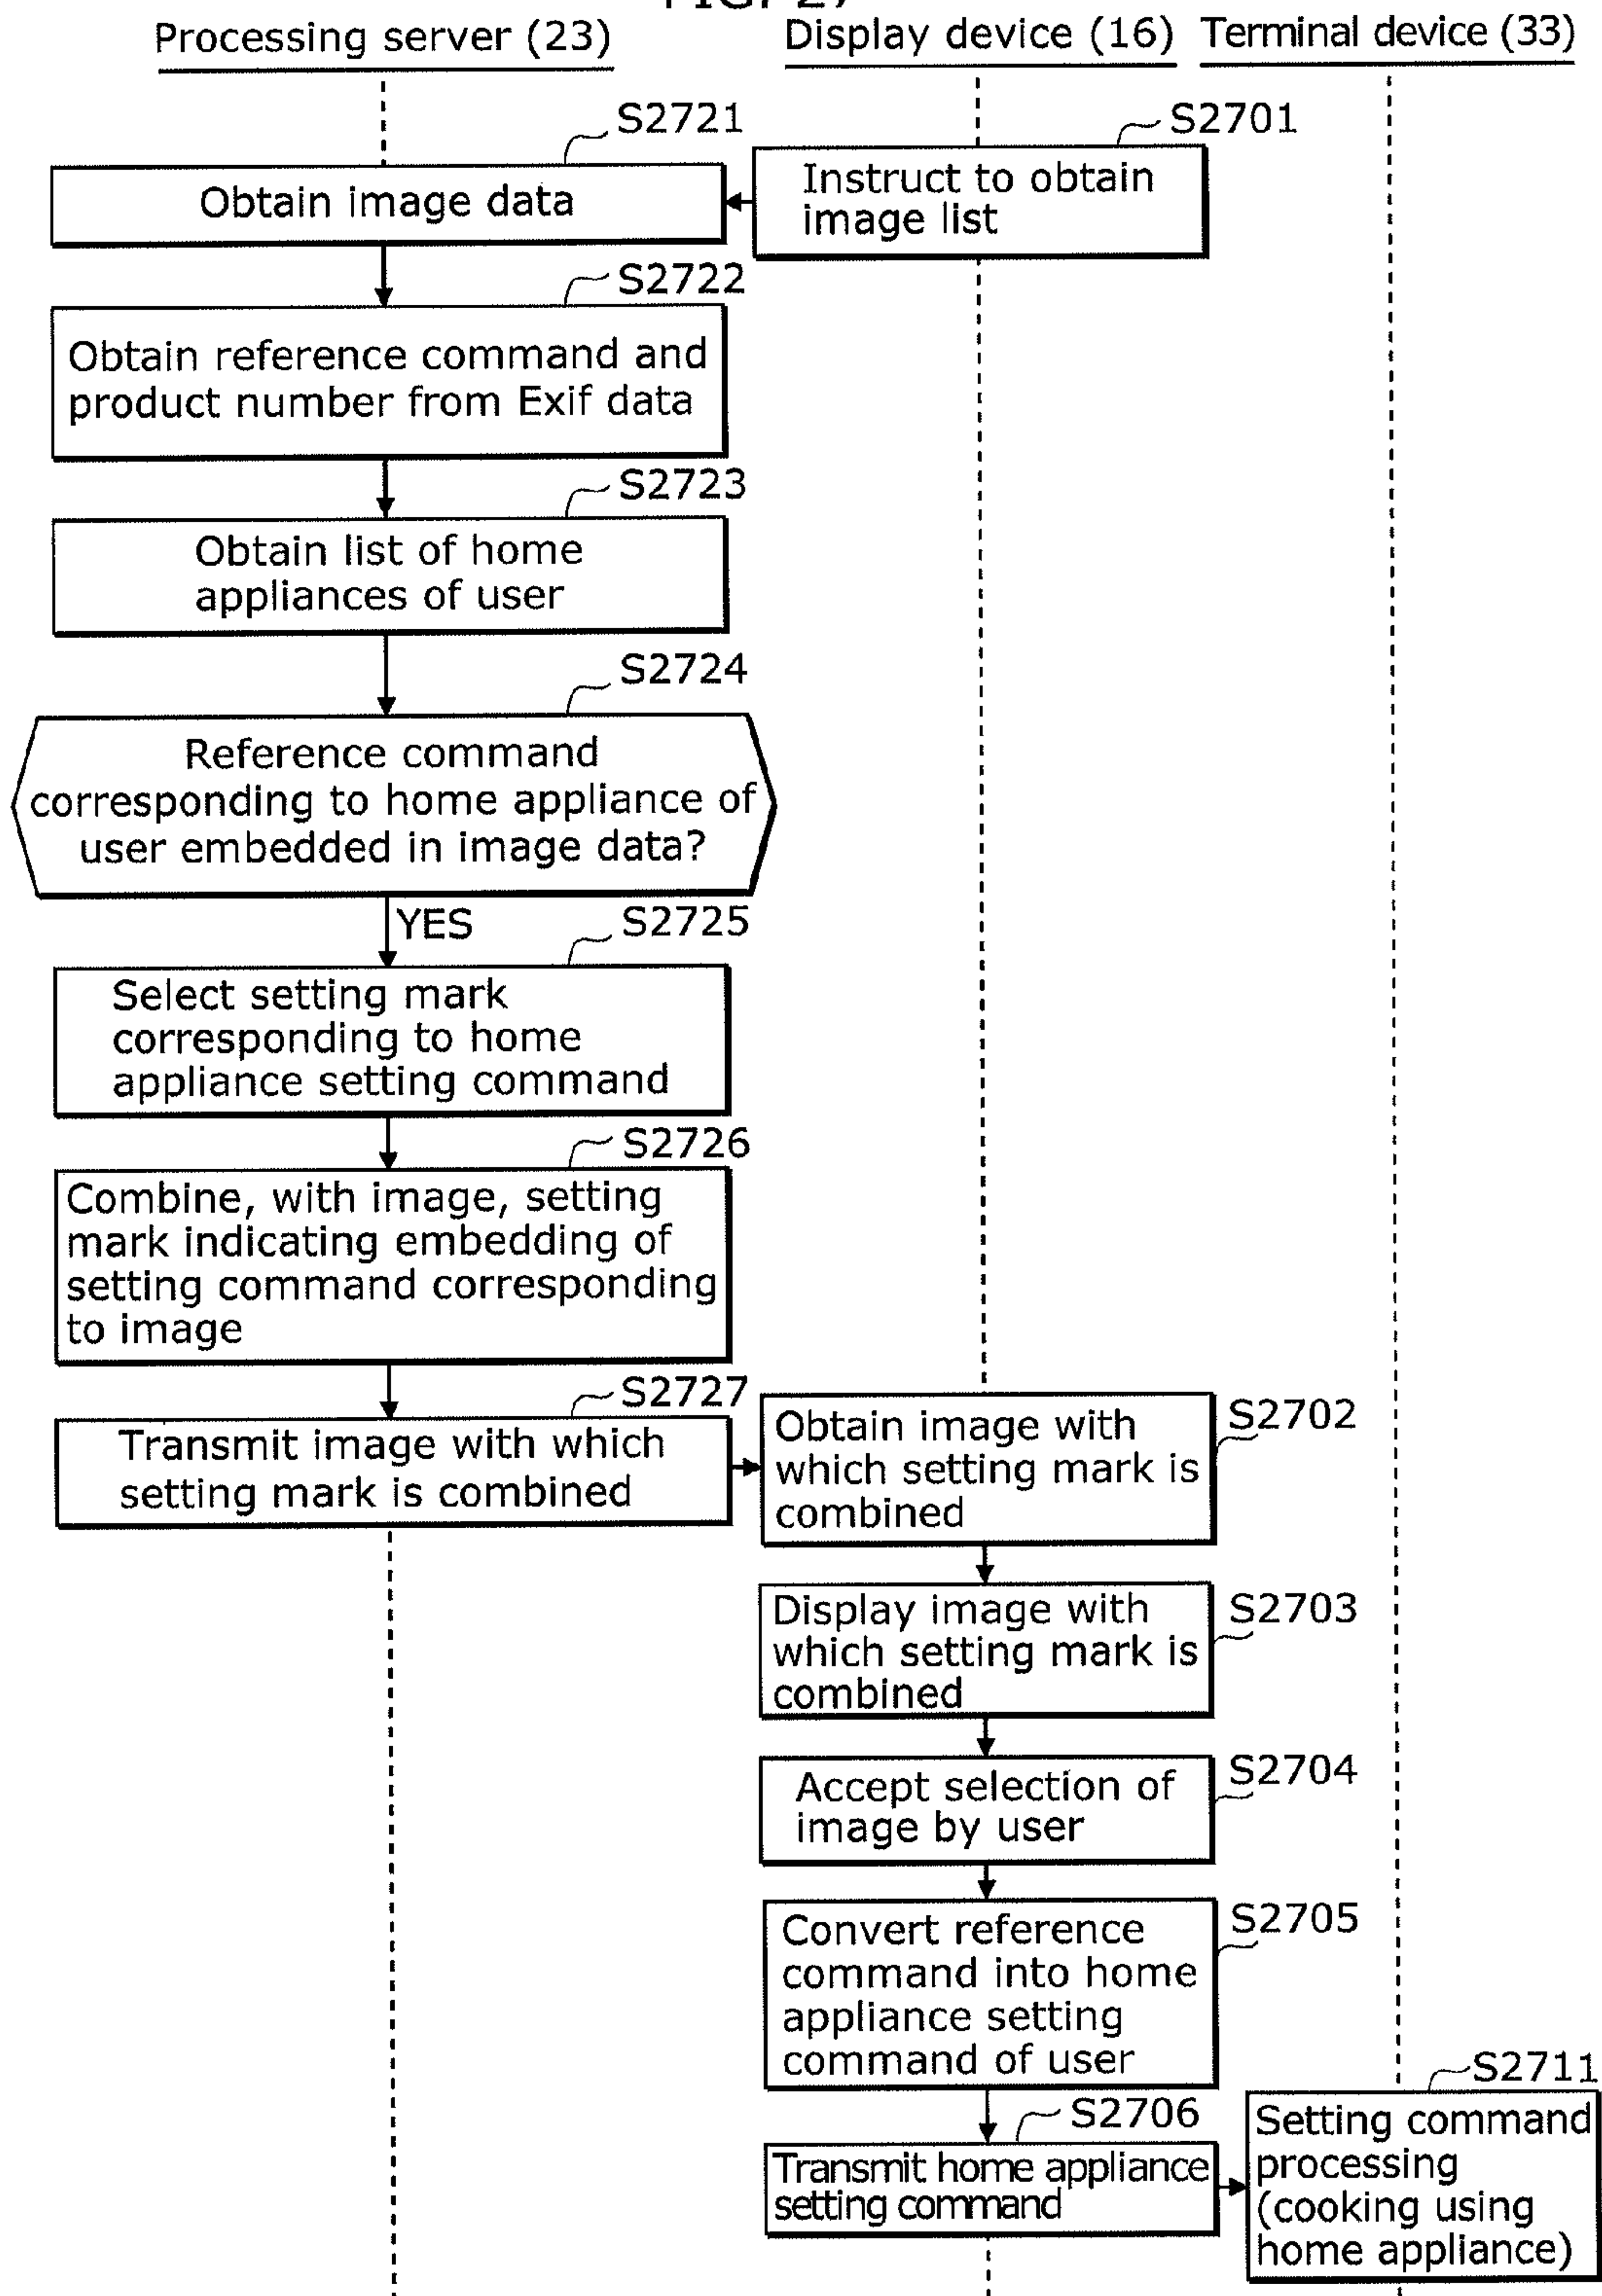 FIG. 27
Processing server (23)
Display device (16)
Terminal device (33)
S2721
S2701
Obtain image data
Instruct to obtain
image list
S2722
Obtain reference command and
product number from Exif data
S2723
Obtain list of home
appliances of user
S2724
Reference command
corresponding to home appliance of
user embedded in image data?
YES
S2725
Select setting mark
corresponding to home
appliance setting command
S2726
Combine, with image, setting
mark indicating embedding of
setting command corresponding
to image
S2727
Transmit image with which
setting mark is combined
S2702
Obtain image with
which setting mark is
combined
S2703
Display image with
which setting mark is
combined
S2704
Accept selection of
image by user
S2705
Convert reference
command into home
appliance setting
command of user
S2706
Transmit home appliance
setting command
S2711
Setting command
processing
(cooking using
home appliance)